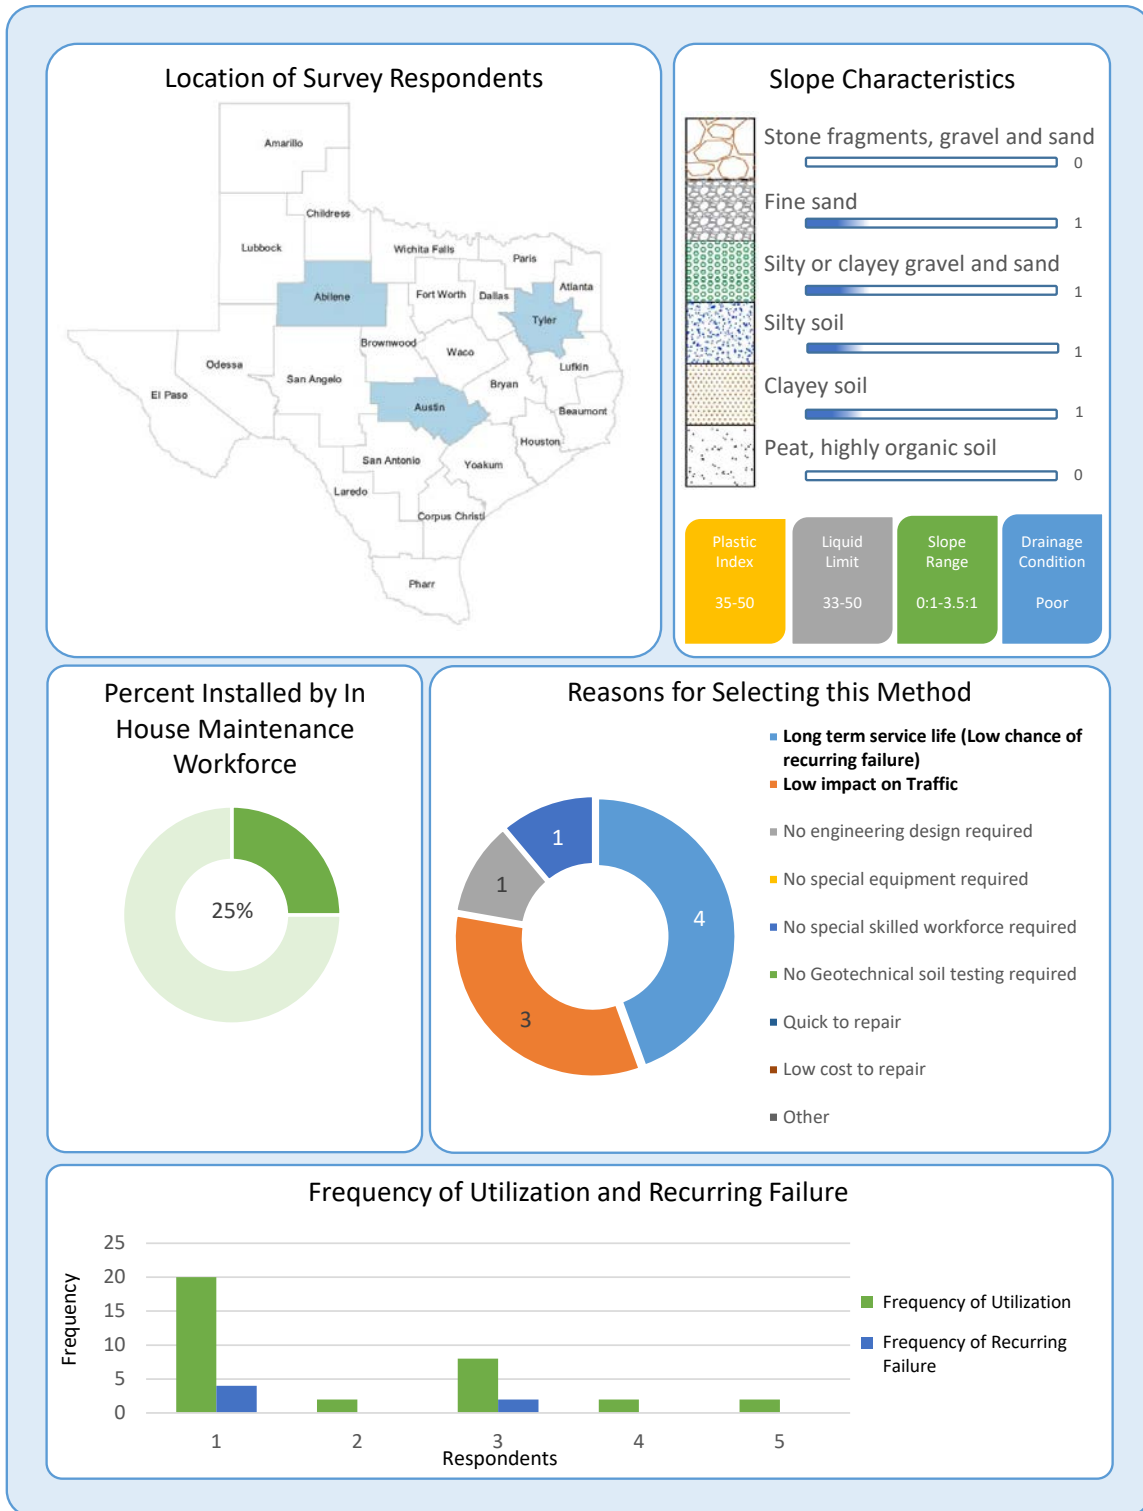 Location of Survey Respondents
Amarillo
Childress
Lubbock
Wichita Falls
Paris
Abilene
Fort Worth
Dallas
Atlanta
Tyler
Brownwood
Waco
Odessa
San Angelo
Lufkin
El Paso
Bryan
Austin
Beaumont
Houston
San Antonio
Yoakum
Laredo
Corpus Christi
Pharr
Slope Characteristics
Stone fragments, gravel and sand
0
Fine sand
1
Silty or clayey gravel and sand
1
Silty soil
1
Clayey soil
1
Peat, highly organic soil
0
Plastic
Index
35-50
Liquid
Limit
33-50
Slope
Range
0:1-3.5:1
Drainage
Condition
Poor
Percent Installed by In
House Maintenance
Workforce
25%
Reasons for Selecting this Method
1
1
4
3
Long term service life (Low chance of
recurring failure)
Low impact on Traffic
No engineering design required
No special equipment required
No special skilled workforce required
No Geotechnical soil testing required
Quick to repair
Low cost to repair
Other
Frequency of Utilization and Recurring Failure
Frequency
25
20
15
10
5
0
1
2
3
4
5
Respondents
Frequency of Utilization
Frequency of Recurring
Failure